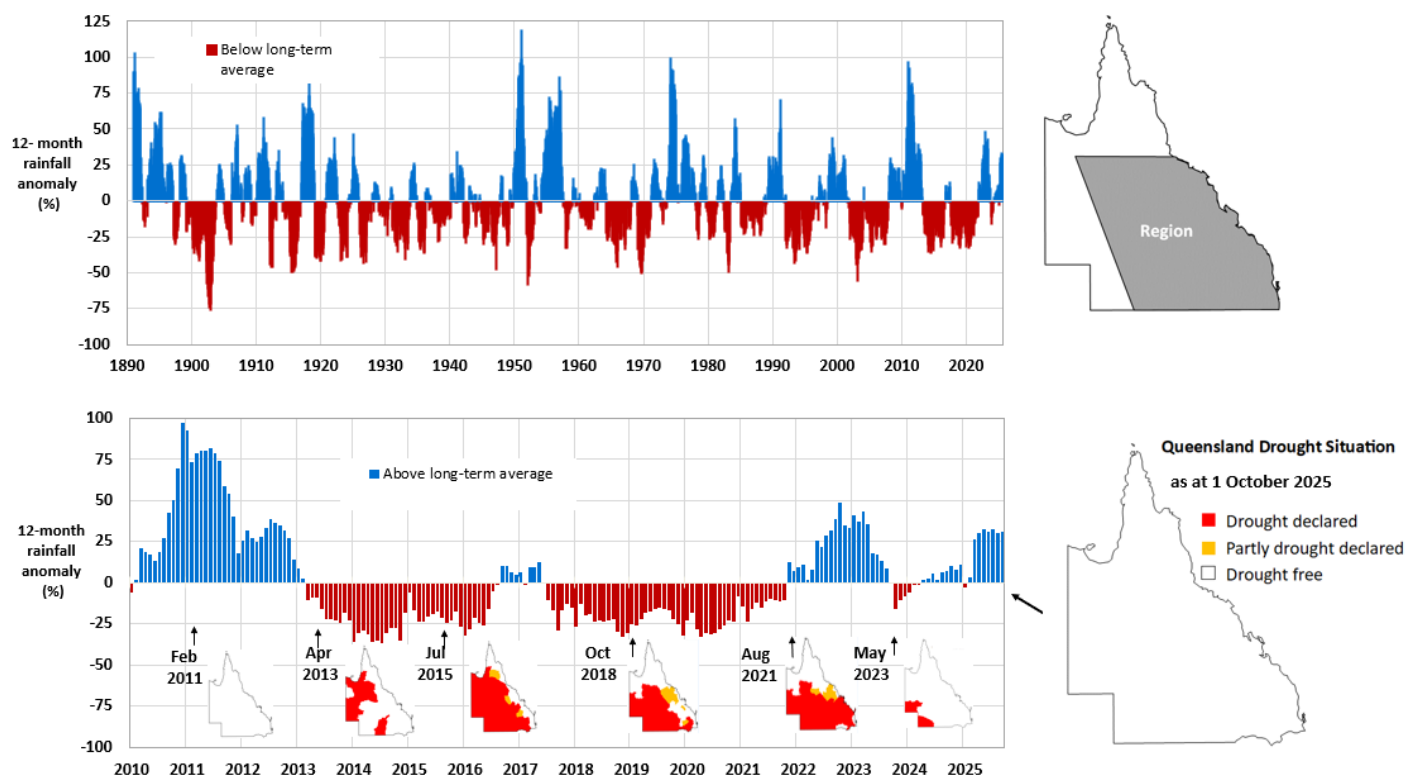 125
100
75
50
25
0
-25
-50
-75
-100
12- month
rainfall
anomaly
(%)
Below long-term
average
1890
1900
1910
1920
1930
1940
1950
1960
1970
1980
1990
2000
2010
2020
Region
100
75
50
25
0
-25
-50
-75
-100
12-month
rainfall
anomaly
(%)
Above long-term average
Feb
2011
Apr
2013
Jul
2015
Oct
2018
Aug
2021
May
2023
2010
2011
2012
2013
2014
2015
2016
2017
2018
2019
2020
2021
2022
2023
2024
2025
Queensland Drought Situation
as at 1 October 2025
Drought declared
Partly drought declared
Drought free